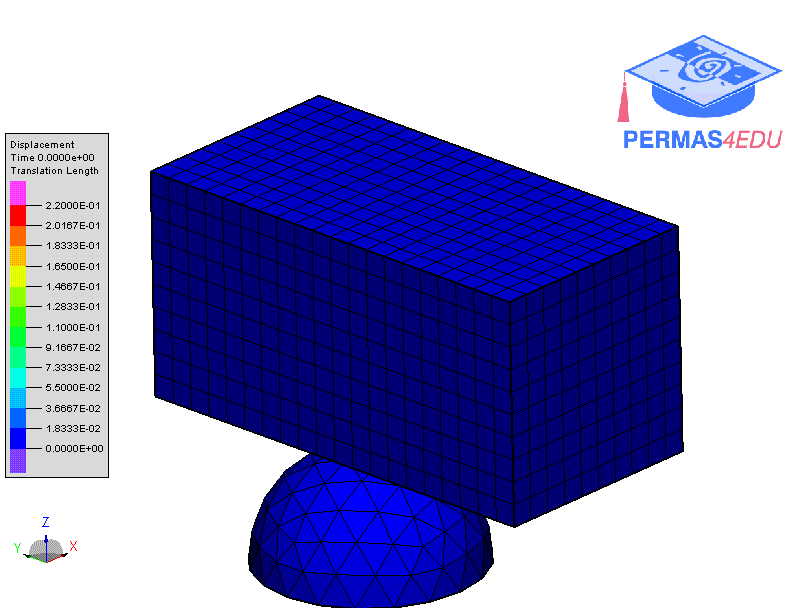 PERMAS4EDU
Displacement
Time 0.0000e+00
Translation Length
2.2000E-01
2.0167E-01
1.8333E-01
1.6500E-01
1.4667E-01
1.2833E-01
1.1000E-01
9.1667E-02
7.3333E-02
5.5000E-02
3.6667E-02
1.8333E-02
0.0000E+00
Z
Y
X